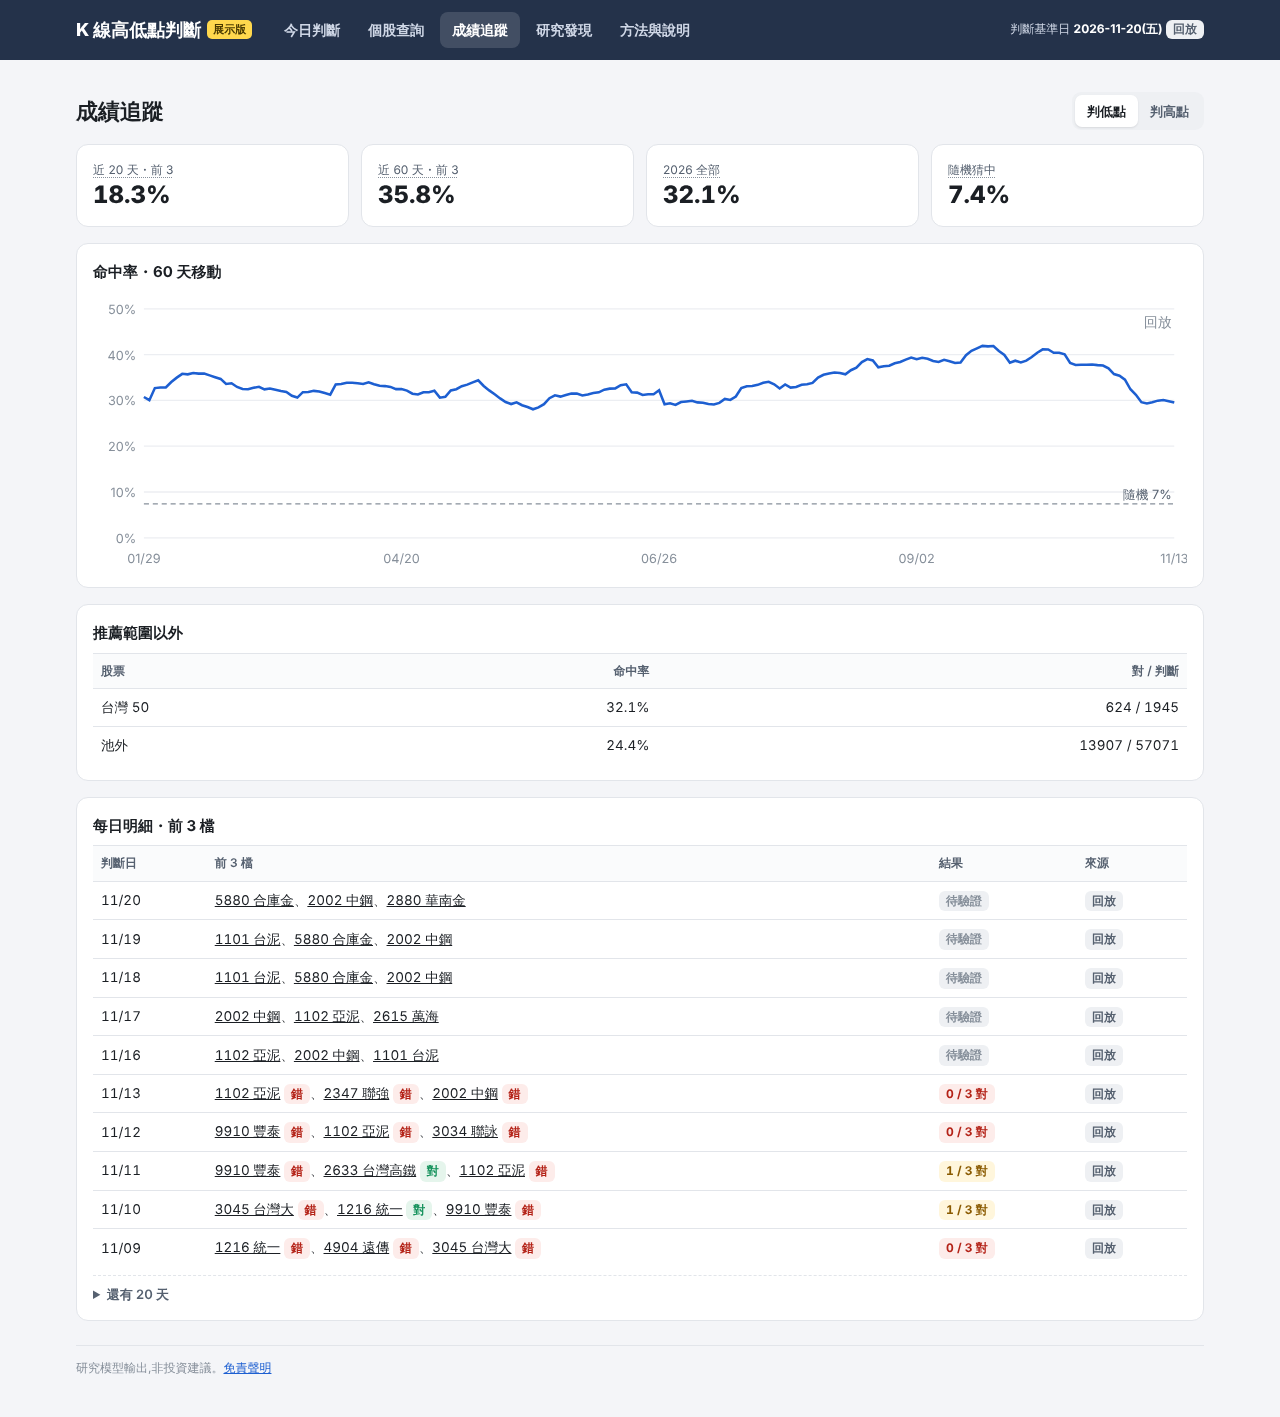 K 線高低點判斷 展示版 今日判斷 個股查詢 成績追蹤 研究發現 方法與說明 判斷基準日 2026-11-20(五) 回放
成績追蹤 判低點 判高點
近 20 天・前 3
18.3%
近 60 天・前 3
35.8%
2026 全部
32.1%
隨機猜中
7.4%
命中率・60 天移動
50%
回放
40%
30%
20%
10%
隨機 7%
0%
01/29 04/20 06/26 09/02 11/13
推薦範圍以外
股票 命中率 對 / 判斷
台灣 50 32.1% 624 / 1945
池外 24.4% 13907 / 57071
每日明細・前 3 檔
判斷日 前 3 檔 結果 來源
11/20 5880 合庫金、2002 中鋼、2880 華南金 待驗證 回放
11/19 1101 台泥、5880 合庫金、2002 中鋼 待驗證 回放
11/18 1101 台泥、5880 合庫金、2002 中鋼 待驗證 回放
11/17 2002 中鋼、1102 亞泥、2615 萬海 待驗證 回放
11/16 1102 亞泥、2002 中鋼、1101 台泥 待驗證 回放
11/13 1102 亞泥 錯、2347 聯強 錯、2002 中鋼 錯 0 / 3 對 回放
11/12 9910 豐泰 錯、1102 亞泥 錯、3034 聯詠 錯 0 / 3 對 回放
11/11 9910 豐泰 錯、2633 台灣高鐵 對、1102 亞泥 錯 1 / 3 對 回放
11/10 3045 台灣大 錯、1216 統一 對、9910 豐泰 錯 1 / 3 對 回放
11/09 1216 統一 錯、4904 遠傳 錯、3045 台灣大 錯 0 / 3 對 回放
▶ 還有 20 天
研究模型輸出,非投資建議。免責聲明